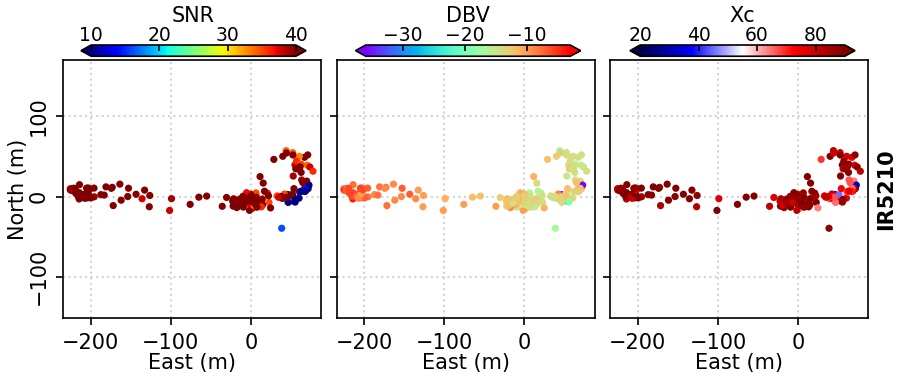 SNR DBV Xc
10 20 30 40 −30 −20 −10 20 40 60 80
100
0
−100
North (m)
IR5210
−200 −100 0 −200 −100 0 −200 −100 0
East (m) East (m) East (m)